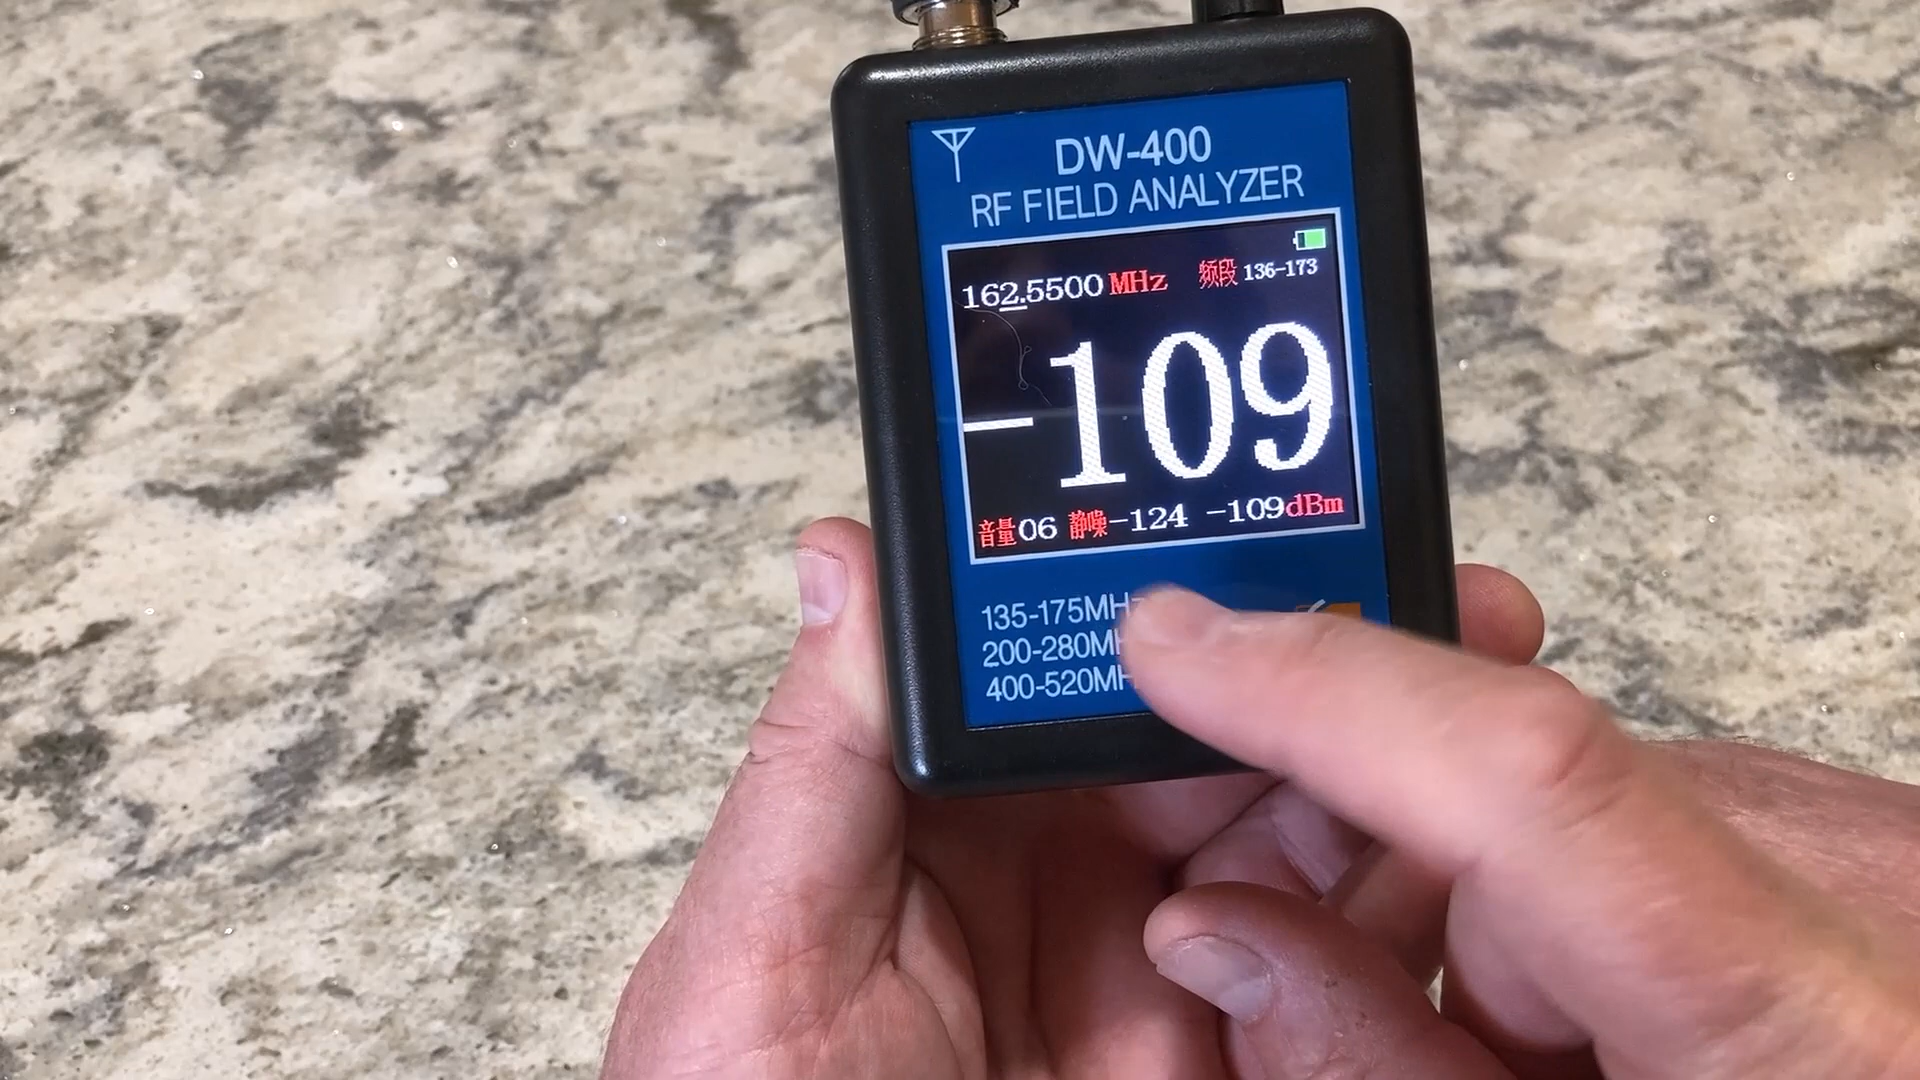 DW-400
RF FIELD ANALYZER
162.5500 MHz 频段 136-173
-109
音量06 静噪-124 -109dBm
135-175MHz
200-280MH
400-520MH